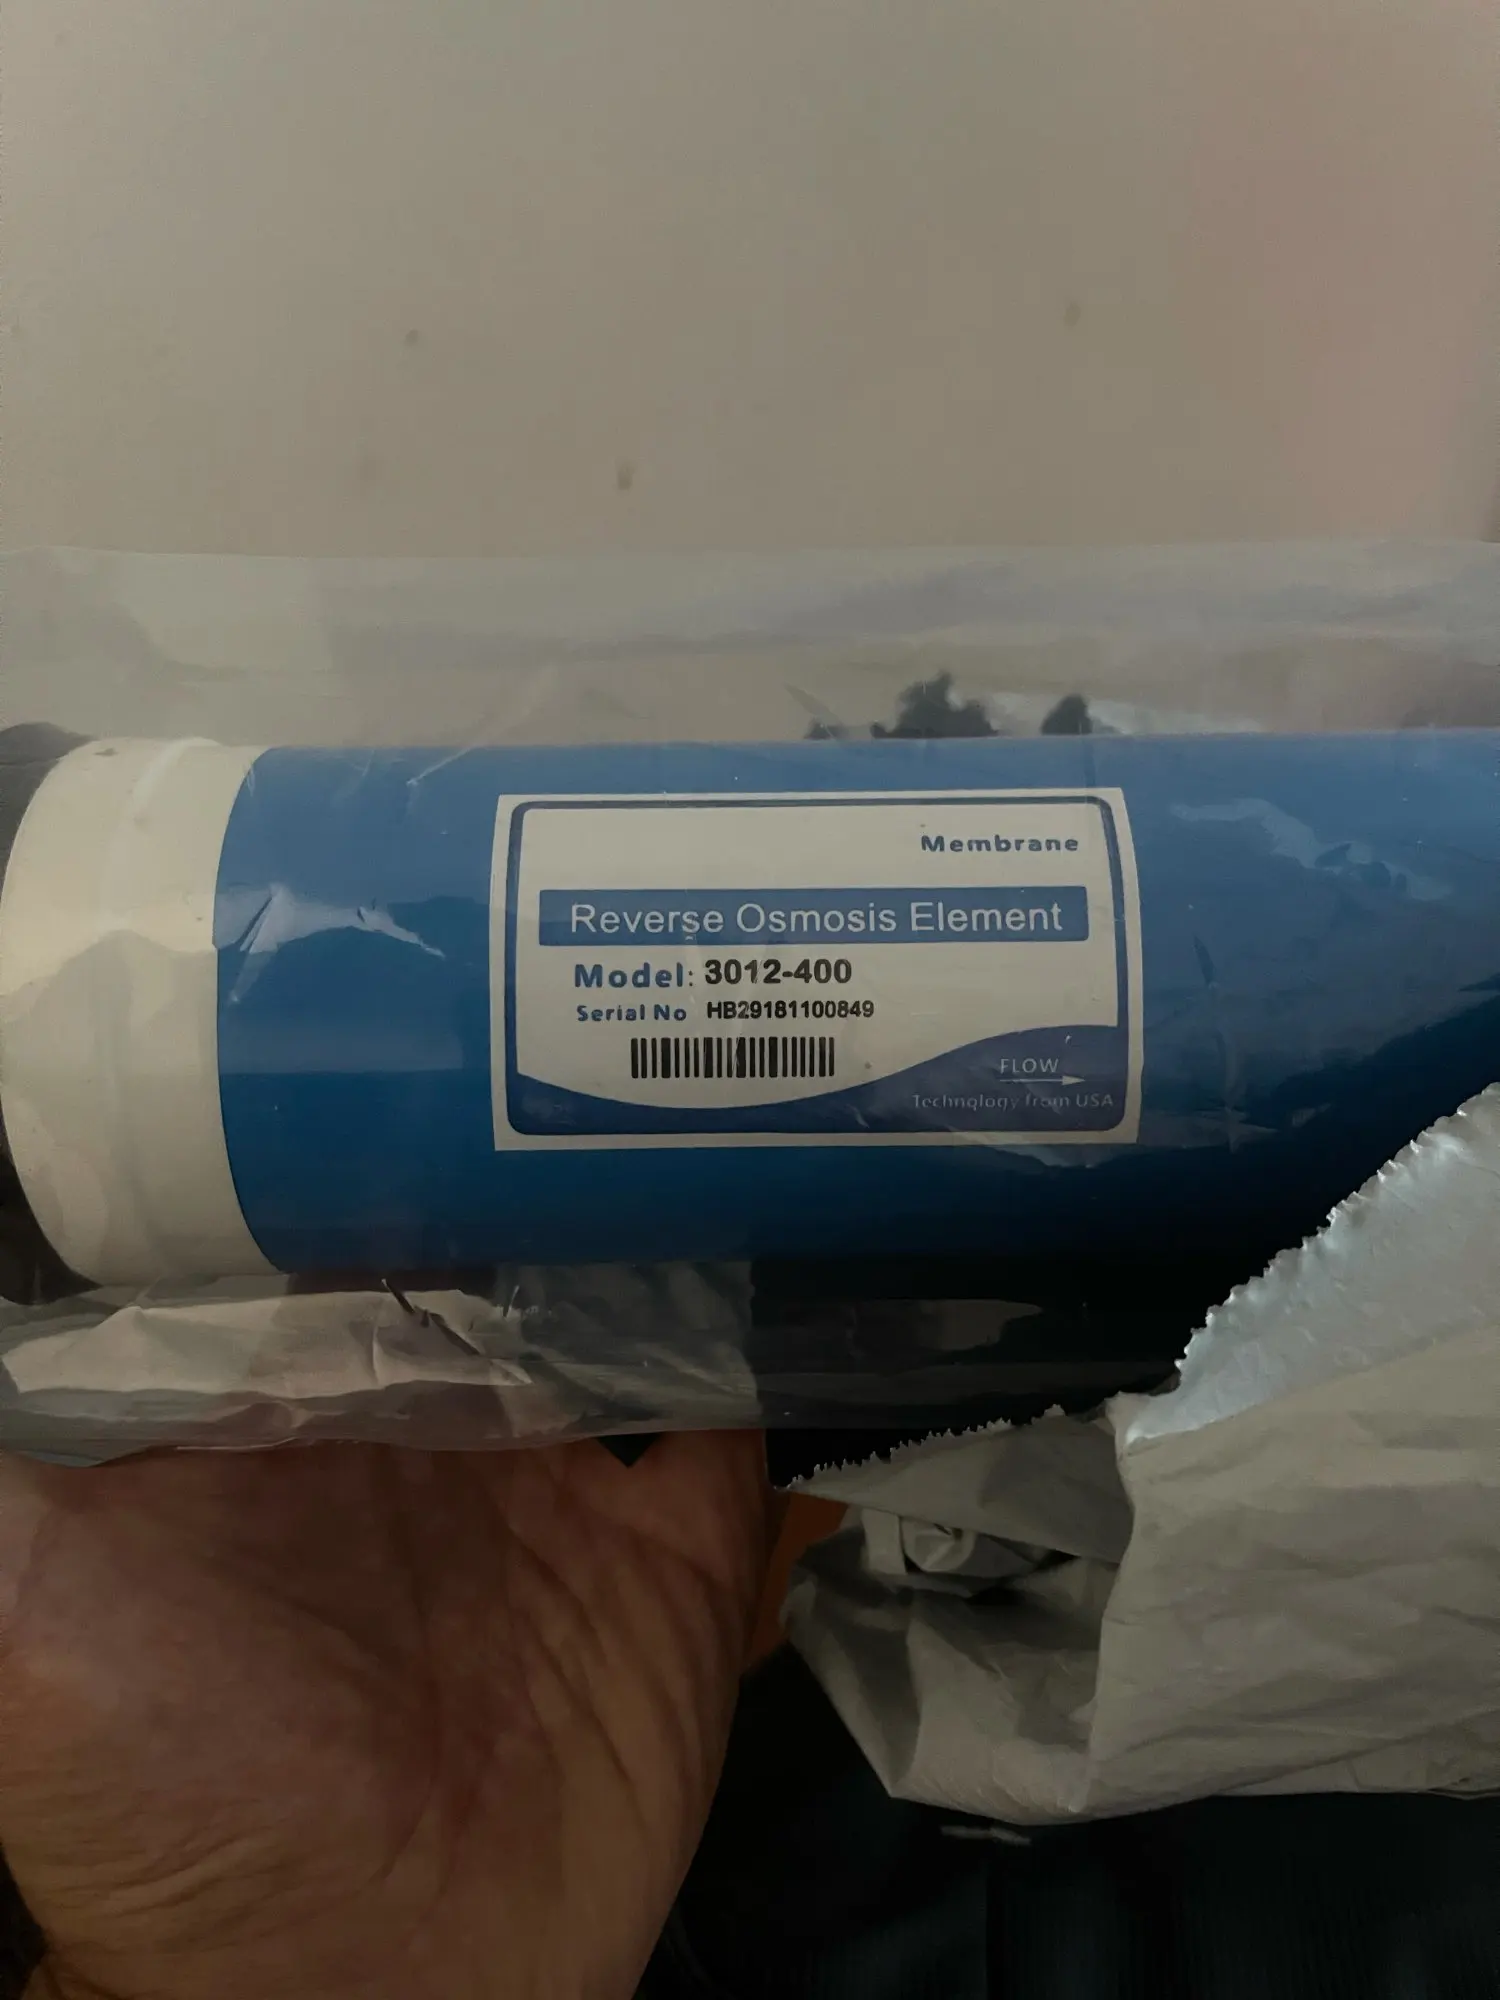 Membrane
Reverse Osmosis Element
Model: 3012-400
Serial No HB29181100849
FLOW
Technology from USA